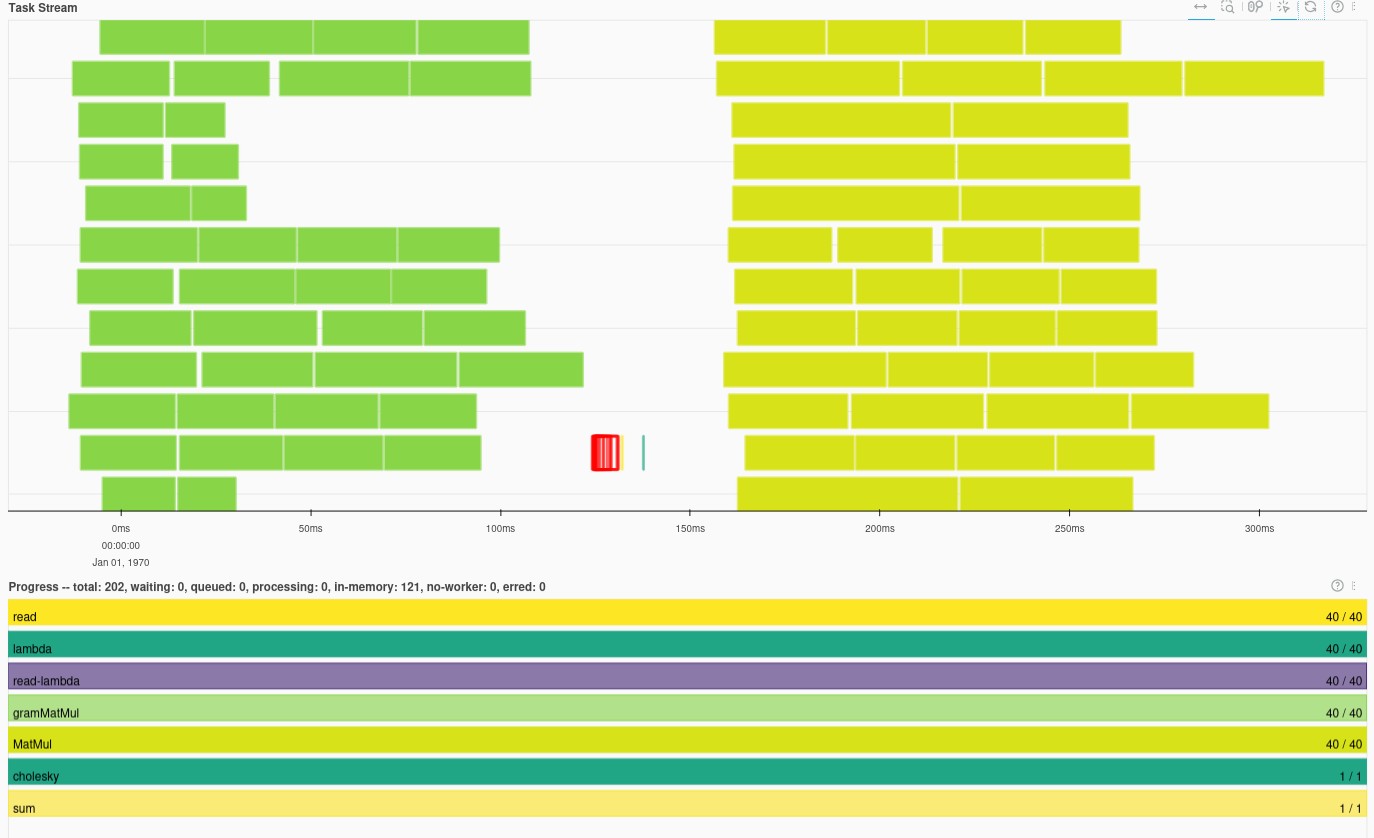 Task Stream
0ms
50ms
100ms
150ms
200ms
250ms
300ms
00:00:00
Jan 01, 1970
Progress -- total: 202, waiting: 0, queued: 0, processing: 0, in-memory: 121, no-worker: 0, erred: 0
read 40 / 40
lambda 40 / 40
read-lambda 40 / 40
gramMatMul 40 / 40
MatMul 40 / 40
cholesky 1 / 1
sum 1 / 1